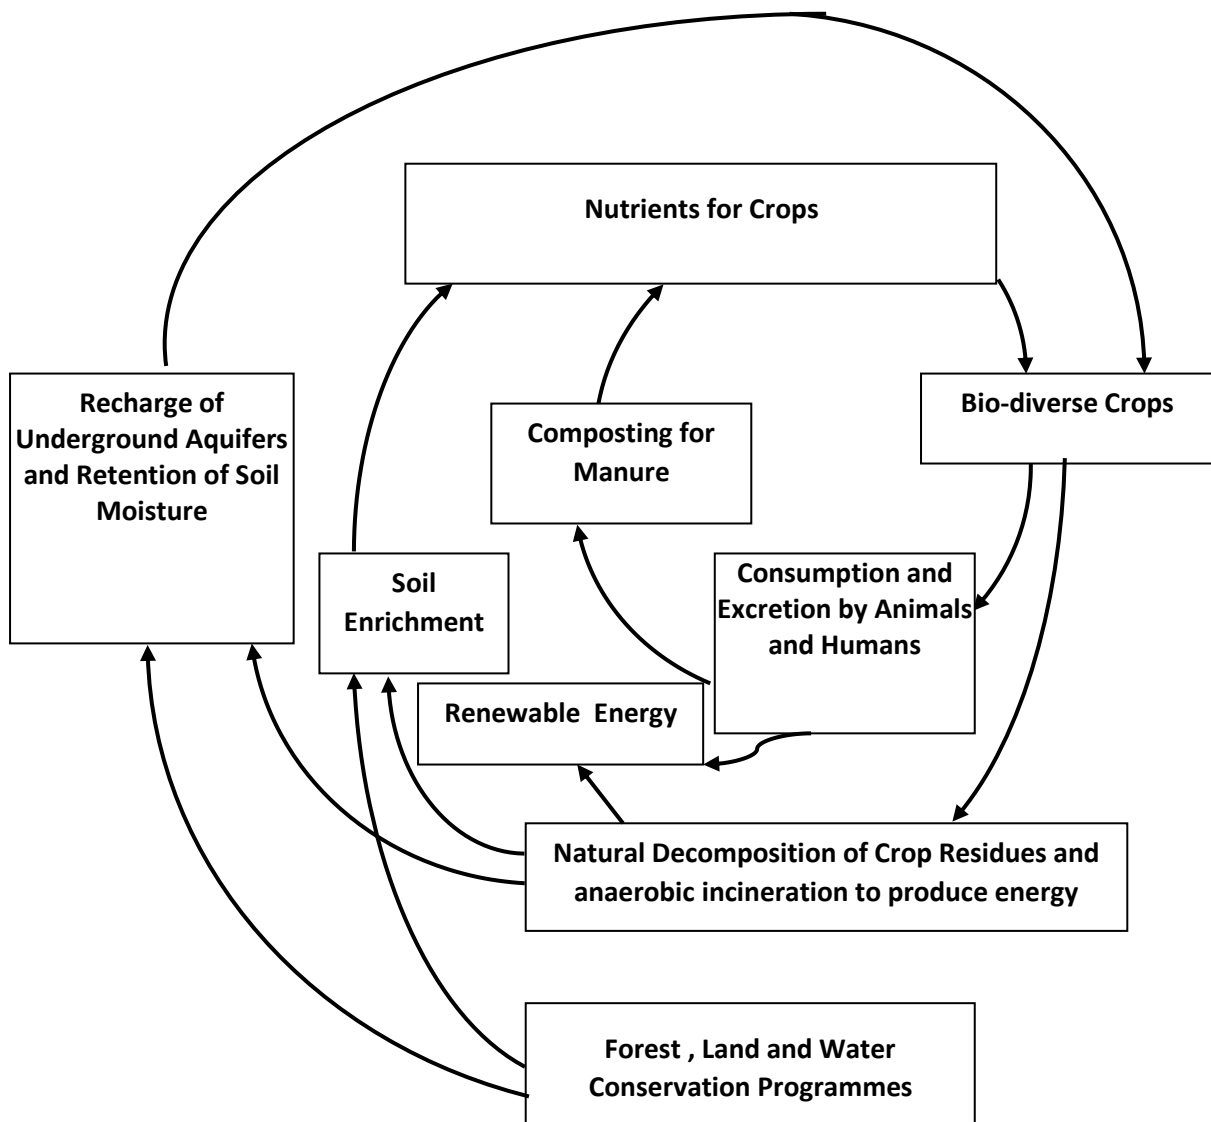 Nutrients for Crops
Recharge of
Underground Aquifers
and Retention of Soil
Moisture
Bio-diverse Crops
Composting for
Manure
Soil
Enrichment
Consumption and
Excretion by Animals
and Humans
Renewable  Energy
Natural Decomposition of Crop Residues and
anaerobic incineration to produce energy
Forest , Land and Water
Conservation Programmes